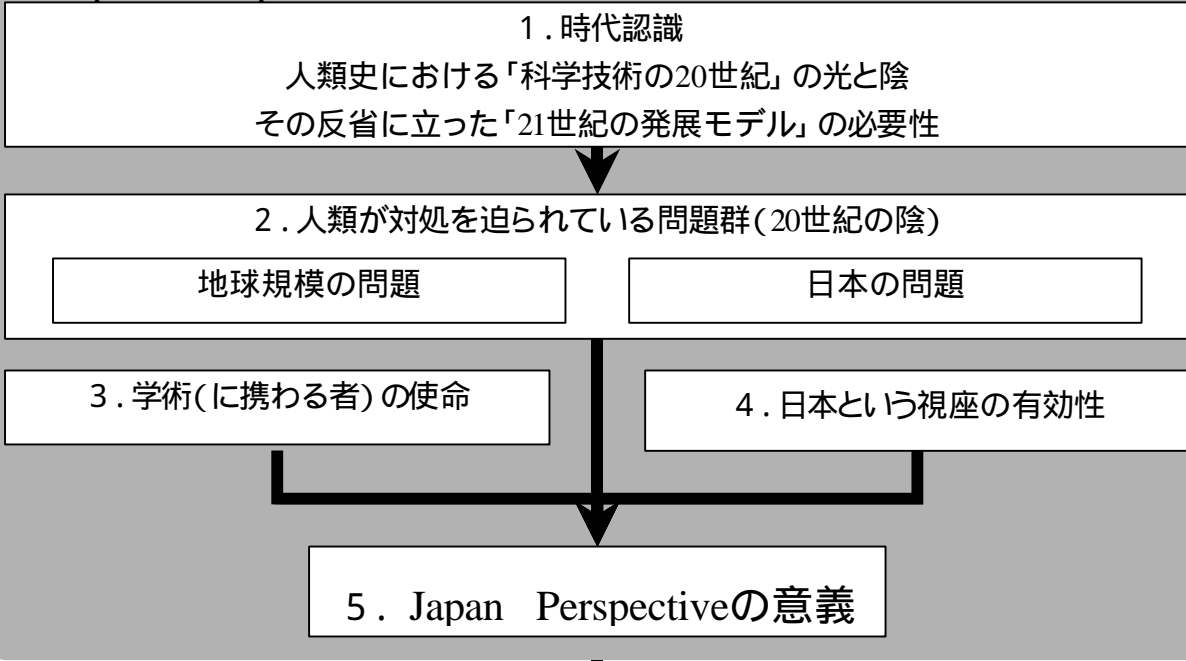 1．時代認識
人類史における「科学技術の20世紀」の光と陰
その反省に立った「21世紀の発展モデル」の必要性
2．人類が対処を迫られている問題群(20世紀の陰)
地球規模の問題
日本の問題
3．学術(に携わる者)の使命
4．日本という視座の有効性
5．Japan Perspectiveの意義